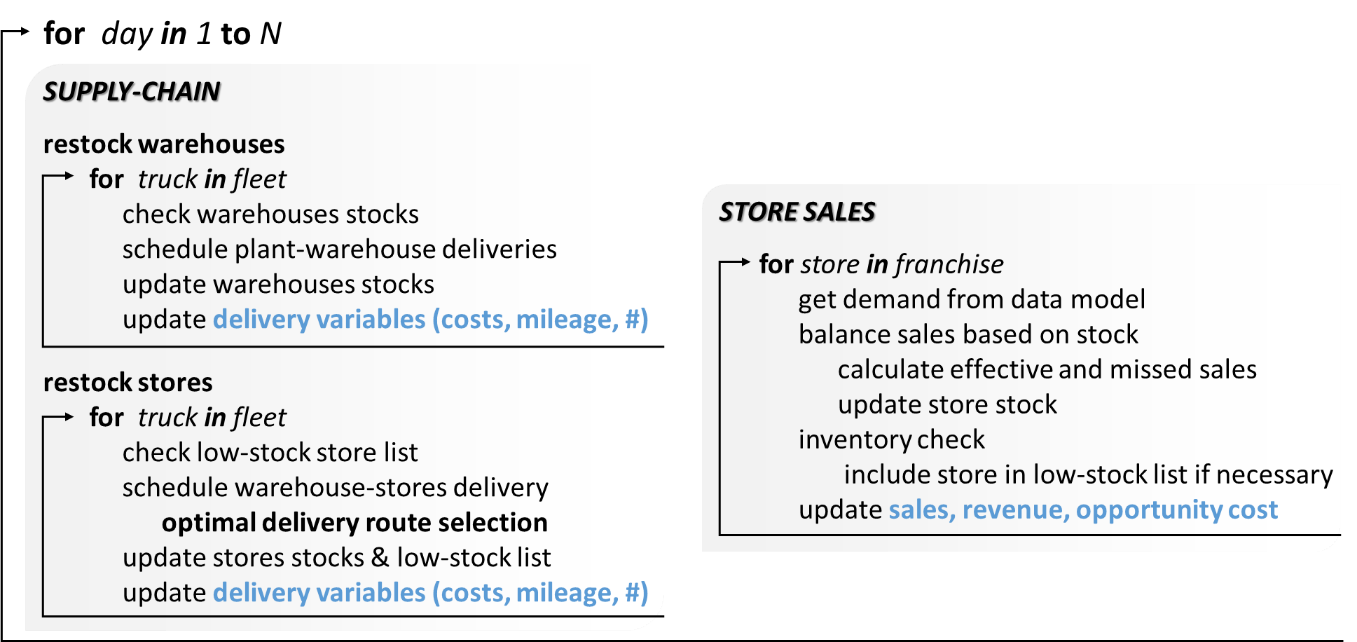 for day in 1 to N
SUPPLY-CHAIN
restock warehouses
for truck in fleet
check warehouses stocks
schedule plant-warehouse deliveries
update warehouses stocks
update delivery variables (costs, mileage, #)
restock stores
for truck in fleet
check low-stock store list
schedule warehouse-stores delivery
optimal delivery route selection
update stores stocks & low-stock list
update delivery variables (costs, mileage, #)
STORE SALES
for store in franchise
get demand from data model
balance sales based on stock
calculate effective and missed sales
update store stock
inventory check
include store in low-stock list if necessary
update sales, revenue, opportunity cost